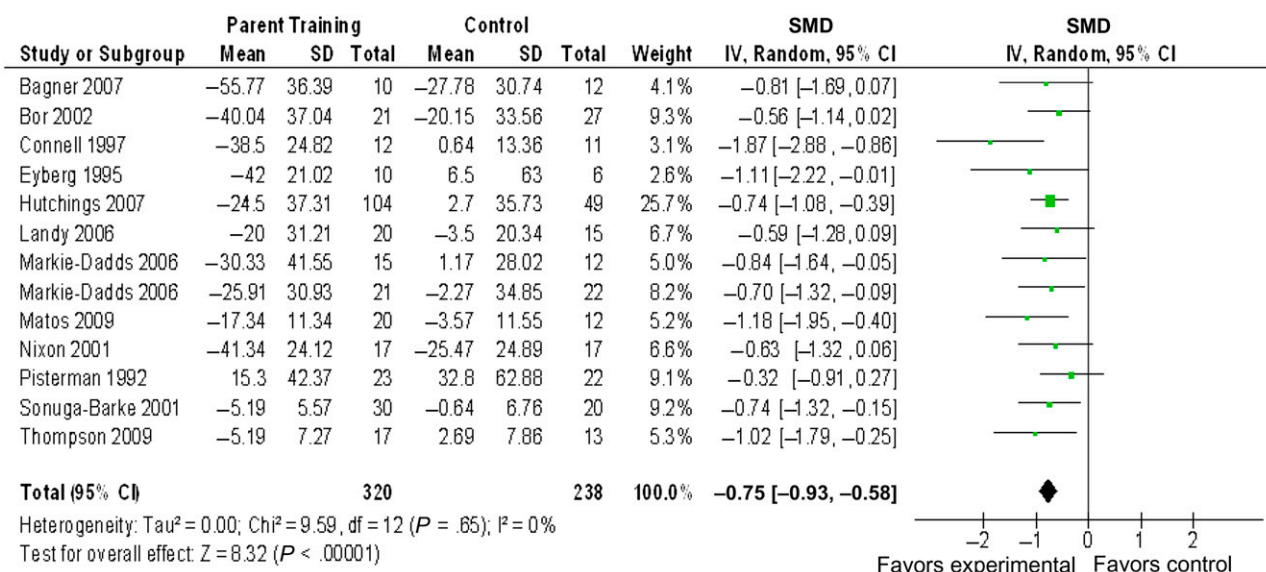 Parent Training Control SMD SMD
Study or Subgroup Mean SD Total Mean SD Total Weight IV, Random, 95% CI IV, Random, 95% CI
Bagner 2007 –55.77 36.39 10 –27.78 30.74 12 4.1% –0.81 [–1.69, 0.07]
Bor 2002 –40.04 37.04 21 –20.15 33.56 27 9.3% –0.56 [–1.14, 0.02]
Connell 1997 –38.5 24.82 12 0.64 13.36 11 3.1% –1.87 [–2.88 , –0.86]
Eyberg 1995 –42 21.02 10 6.5 63 6 2.6% –1.11 [–2.22, –0.01]
Hutchings 2007 –24.5 37.31 104 2.7 35.73 49 25.7% –0.74 [–1.08, –0.39]
Landy 2006 –20 31.21 20 –3.5 20.34 15 6.7% –0.59 [–1.28, 0.09]
Markie-Dadds 2006 –30.33 41.55 15 1.17 28.02 12 5.0% –0.84 [–1.64, –0.05]
Markie-Dadds 2006 –25.91 30.93 21 –2.27 34.85 22 8.2% –0.70 [–1.32, –0.09]
Matos 2009 –17.34 11.34 20 –3.57 11.55 12 5.2% –1.18 [–1.95, –0.40]
Nixon 2001 –41.34 24.12 17 –25.47 24.89 17 6.6% –0.63 [–1.32 , 0.06]
Pisterman 1992 15.3 42.37 23 32.8 62.88 22 9.1% –0.32 [–0.91, 0.27]
Sonuga-Barke 2001 –5.19 5.57 30 –0.64 6.76 20 9.2% –0.74 [–1.32, –0.15]
Thompson 2009 –5.19 7.27 17 2.69 7.86 13 5.3% –1.02 [–1.79, –0.25]
Total (95% CI) 320 238 100.0% –0.75 [–0.93, –0.58]
Heterogeneity: Tau² = 0.00; Chi² = 9.59, df = 12 (P = .65); I² = 0%
Test for overall effect: Z = 8.32 (P < .00001)
–2 –1 0 1 2
Favors experimental Favors control